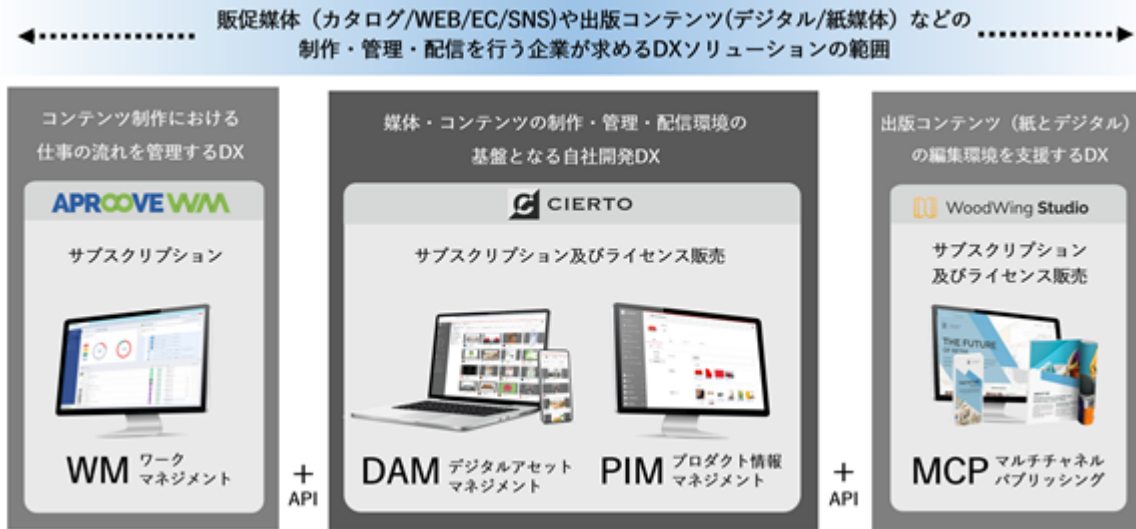 販促媒体（カタログ/WEB/EC/SNS)や出版コンテンツ(デジタル/紙媒体）などの
制作・管理・配信を行う企業が求めるDXソリューションの範囲
コンテンツ制作における
仕事の流れを管理するDX
APROOVE WM
サブスクリプション
WM ワーク
マネジメント
+
API
媒体・コンテンツの制作・管理・配信環境の
基盤となる自社開発DX
CIERTO
サブスクリプション及びライセンス販売
DAM デジタルアセット
マネジメント
PIM プロダクト情報
マネジメント
+
API
出版コンテンツ（紙とデジタル）
の編集環境を支援するDX
WoodWing Studio
サブスクリプション
及びライセンス販売
THE FUTURE
MCP マルチチャネル
パブリッシング